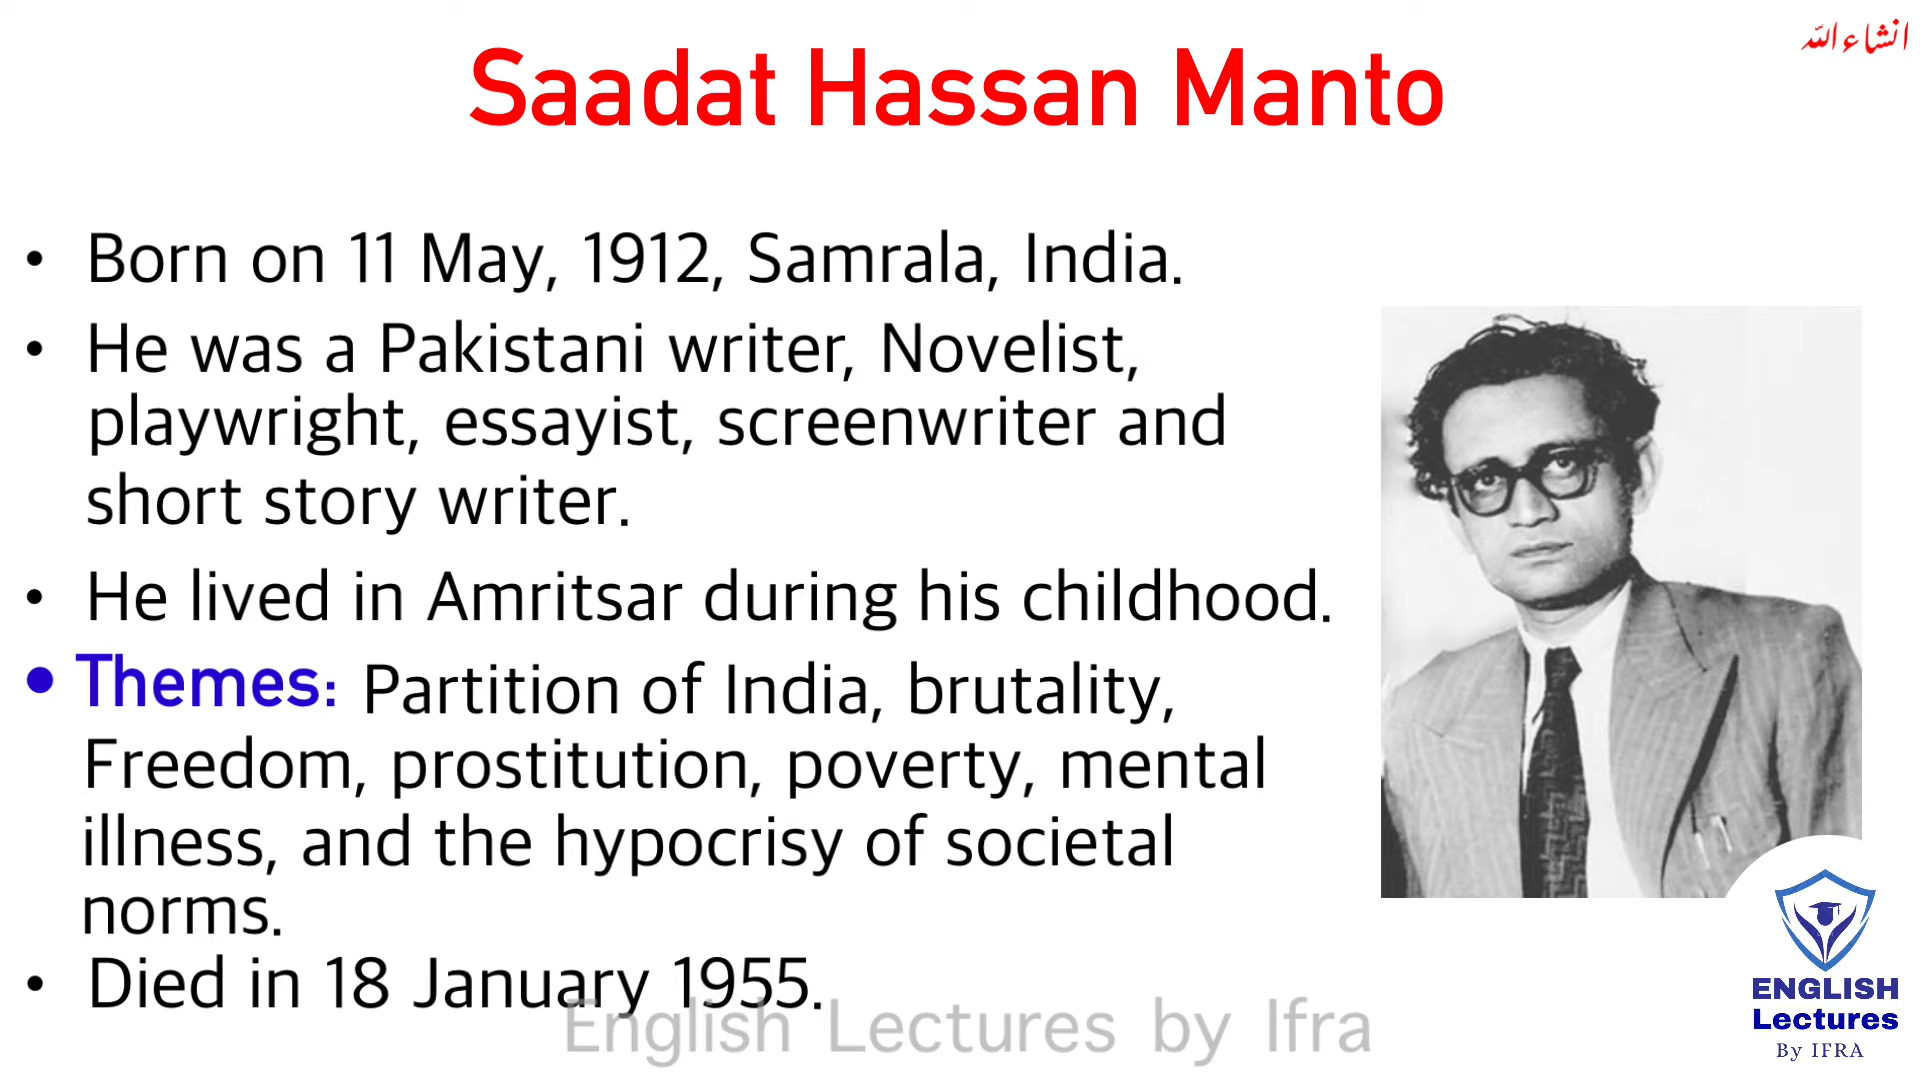 انشاء اللہ
Saadat Hassan Manto
• Born on 11 May, 1912, Samrala, India.
• He was a Pakistani writer, Novelist,
playwright, essayist, screenwriter and
short story writer.
• He lived in Amritsar during his childhood.
• Themes: Partition of India, brutality,
Freedom, prostitution, poverty, mental
illness, and the hypocrisy of societal
norms.
• Died in 18 January 1955.
English Lectures by Ifra
ENGLISH
Lectures
By IFRA